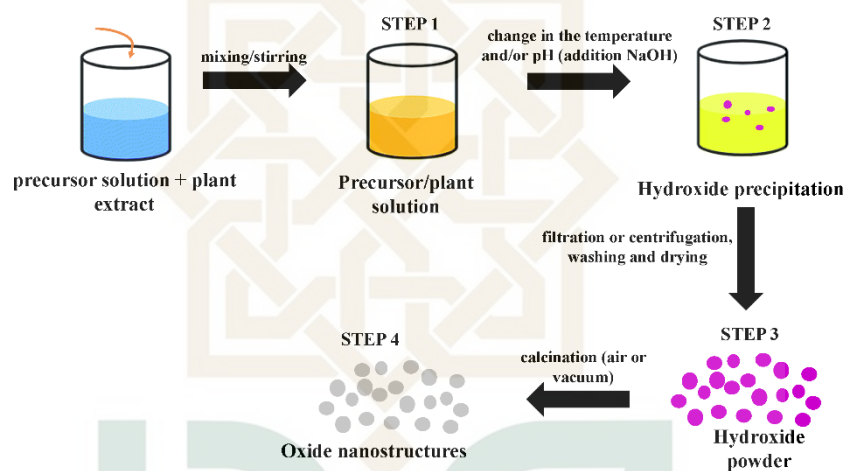 mixing/stirring
precursor solution + plant
extract
STEP 1
Precursor/plant
solution
change in the temperature
and/or pH (addition NaOH)
STEP 2
Hydroxide precipitation
filtration or centrifugation,
washing and drying
STEP 3
Hydroxide
powder
calcination (air or
vacuum)
STEP 4
Oxide nanostructures